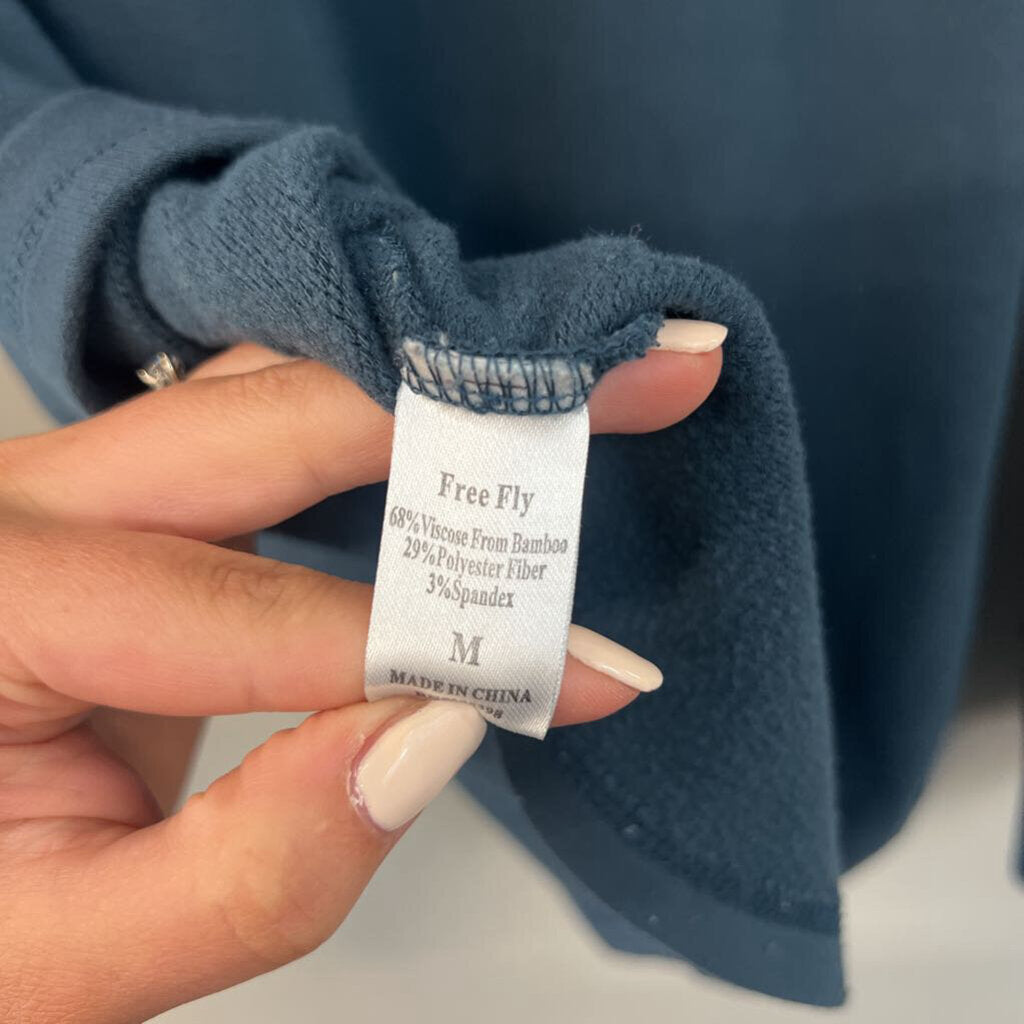 Free Fly
68%Viscose From Bamboo
29%Polyester Fiber
3%Spandex
M
MADE IN CHINA